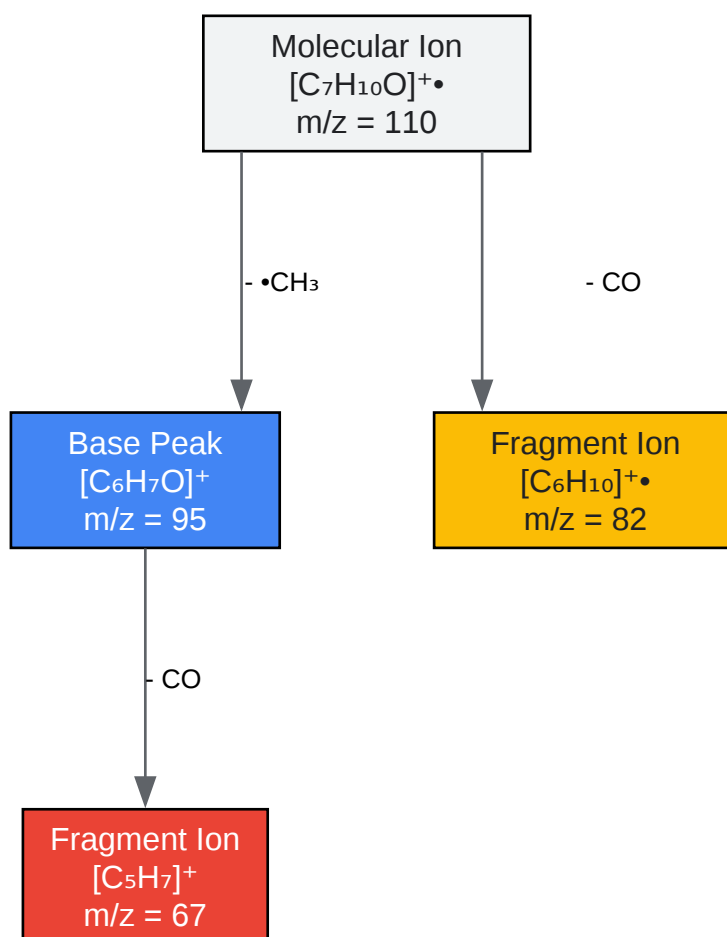 Molecular Ion
[C₇H₁₀O]⁺•
m/z = 110
- •CH₃
- CO
Base Peak
[C₆H₇O]⁺
m/z = 95
Fragment Ion
[C₆H₁₀]⁺•
m/z = 82
- CO
Fragment Ion
[C₅H₇]⁺
m/z = 67